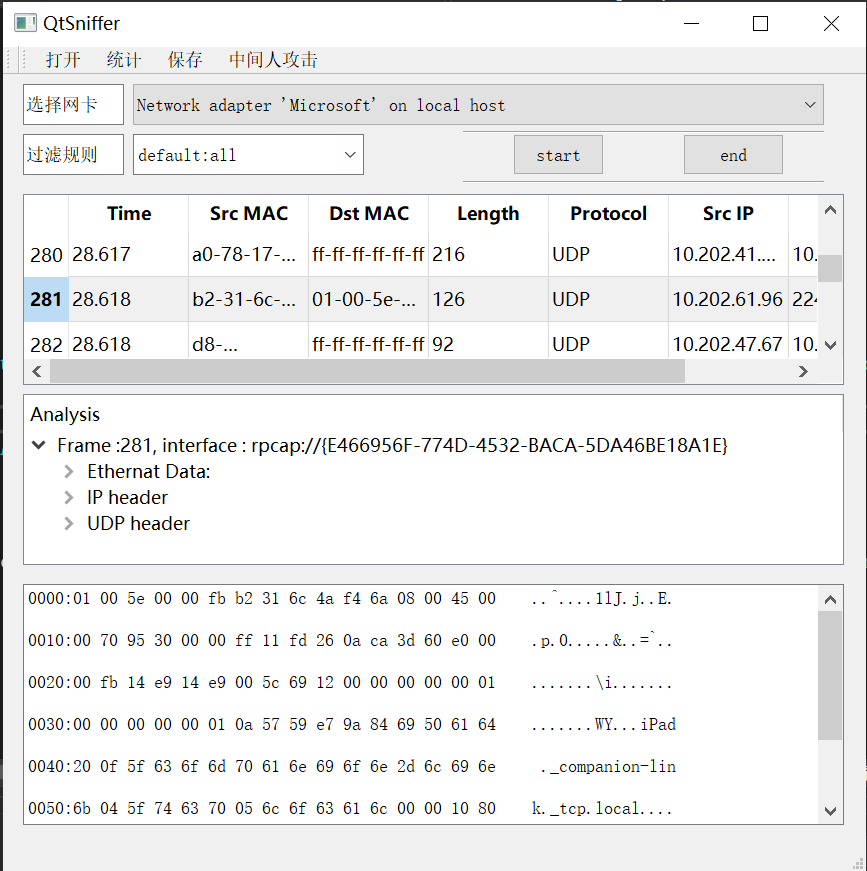 QtSniffer
打开 统计 保存 中间人攻击
选择网卡 Network adapter 'Microsoft' on local host
过滤规则 default:all start end
Time Src MAC Dst MAC Length Protocol Src IP
280 28.617 a0-78-17-... ff-ff-ff-ff-ff-ff 216 UDP 10.202.41.... 10.
281 28.618 b2-31-6c-... 01-00-5e-... 126 UDP 10.202.61.96 224
282 28.618 d8-... ff-ff-ff-ff-ff-ff 92 UDP 10.202.47.67 10.
Analysis
Frame :281, interface : rpcap://{E466956F-774D-4532-BACA-5DA46BE18A1E}
Ethernat Data:
IP header
UDP header
0000:01 00 5e 00 00 fb b2 31 6c 4a f4 6a 08 00 45 00 ..^....1lJ.j..E.
0010:00 70 95 30 00 00 ff 11 fd 26 0a ca 3d 60 e0 00 .p.0.....&..=`..
0020:00 fb 14 e9 14 e9 00 5c 69 12 00 00 00 00 00 01 .......\i.......
0030:00 00 00 00 00 01 0a 57 59 e7 9a 84 69 50 61 64 .......WY...iPad
0040:20 0f 5f 63 6f 6d 70 61 6e 69 6f 6e 2d 6c 69 6e ._companion-lin
0050:6b 04 5f 74 63 70 05 6c 6f 63 61 6c 00 00 10 80 k._tcp.local....